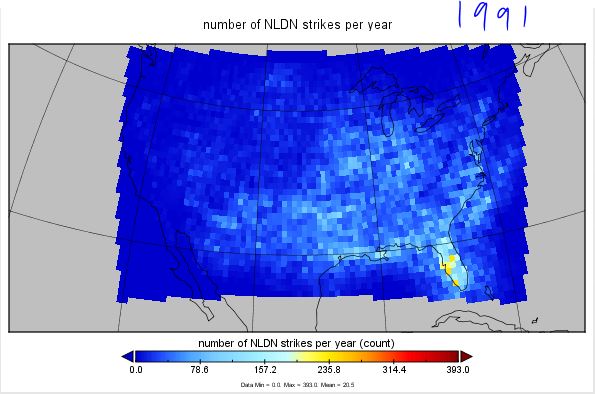 1991
number of NLDN strikes per year
d
number of NLDN strikes per year (count)
0.0 78.6 157.2 235.8 314.4 393.0
Data Min = 0.0. Max = 393.0. Mean = 20.5